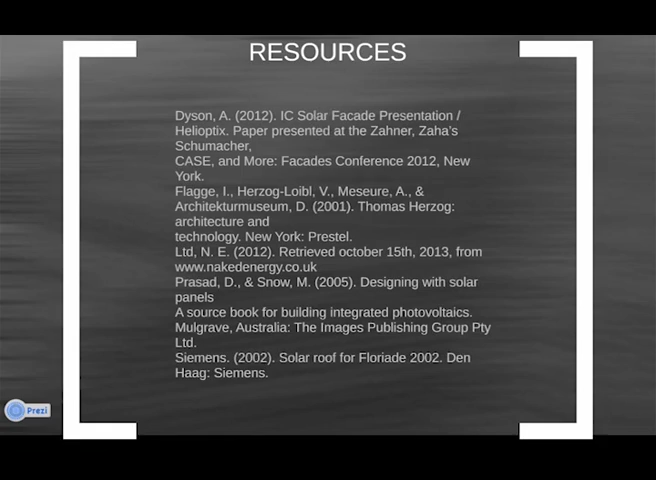 RESOURCES
Dyson, A. (2012). IC Solar Facade Presentation /
Helioptix. Paper presented at the Zahner, Zaha's
Schumacher,
CASE, and More: Facades Conference 2012, New
York.
Flagge, I., Herzog-Loibl, V., Meseure, A., &
Architekturmuseum, D. (2001). Thomas Herzog:
architecture and
technology. New York: Prestel.
Ltd, N. E. (2012). Retrieved october 15th, 2013, from
www.nakedenergy.co.uk
Prasad, D., & Snow, M. (2005). Designing with solar
panels
A source book for building integrated photovoltaics.
Mulgrave, Australia: The Images Publishing Group Pty
Ltd.
Siemens. (2002). Solar roof for Floriade 2002. Den
Haag: Siemens.
Prezi